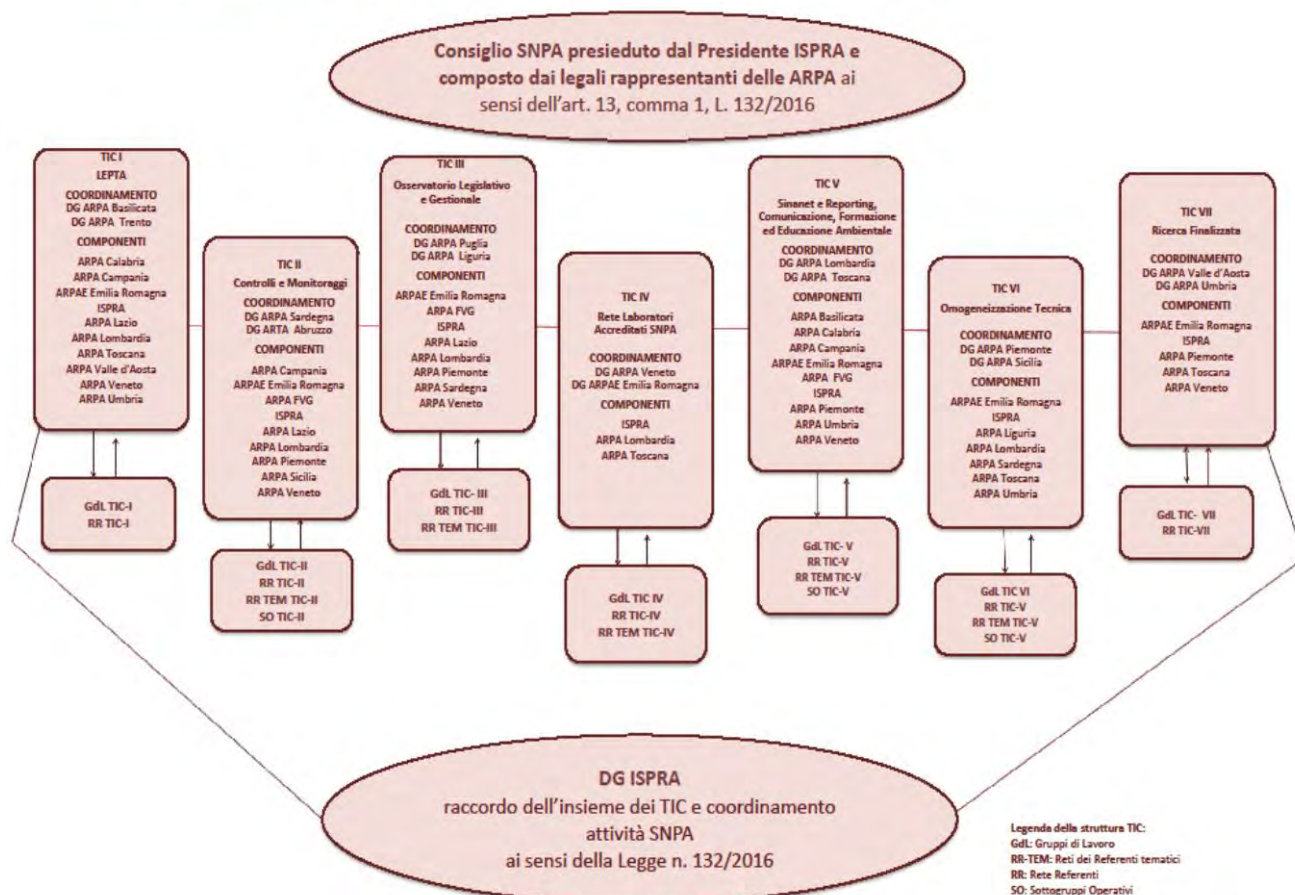 Consiglio SNPA presieduto dal Presidente ISPRA e
composto dai legali rappresentanti delle ARPA ai
sensi dell'art. 13, comma 1, L. 132/2016
TIC I
LEPTA
COORDINAMENTO
DG ARPA Basilicata
DG ARPA Trento
COMPONENTI
ARPA Calabria
ARPA Campania
ARPAE Emilia Romagna
ISPRA
ARPA Lazio
ARPA Lombardia
ARPA Toscana
ARPA Valle d'Aosta
ARPA Veneto
ARPA Umbria
GdL TIC-I
RR TIC-I
TIC II
Controlli e Monitoraggi
COORDINAMENTO
DG ARPA Sardegna
DG ARTA Abruzzo
COMPONENTI
ARPA Campania
ARPAE Emilia Romagna
ARPA FVG
ISPRA
ARPA Lazio
ARPA Lombardia
ARPA Piemonte
ARPA Sicilia
ARPA Veneto
GdL TIC-II
RR TIC-II
RR TEM TIC-II
SO TIC-II
TIC III
Osservatorio Legislativo
e Gestionale
COORDINAMENTO
DG ARPA Puglia
DG ARPA Liguria
COMPONENTI
ARPAE Emilia Romagna
ARPA FVG
ISPRA
ARPA Lazio
ARPA Lombardia
ARPA Piemonte
ARPA Sardegna
ARPA Veneto
GdL TIC- III
RR TIC-III
RR TEM TIC-III
TIC IV
Rete Laboratori
Accreditati SNPA
COORDINAMENTO
DG ARPA Veneto
DG ARPAE Emilia Romagna
COMPONENTI
ISPRA
ARPA Lombardia
ARPA Toscana
GdL TIC IV
RR TIC-IV
RR TEM TIC-IV
TIC V
Sinanet e Reporting,
Comunicazione, Formazione
ed Educazione Ambientale
COORDINAMENTO
DG ARPA Lombardia
DG ARPA Toscana
COMPONENTI
ARPA Basilicata
ARPA Calabria
ARPA Campania
ARPAE Emilia Romagna
ARPA FVG
ISPRA
ARPA Piemonte
ARPA Umbria
ARPA Veneto
GdL TIC- V
RR TIC-V
RR TEM TIC-V
SO TIC-V
TIC VI
Omogeneizzazione Tecnica
COORDINAMENTO
DG ARPA Piemonte
DG ARPA Sicilia
COMPONENTI
ARPAE Emilia Romagna
ISPRA
ARPA Liguria
ARPA Lombardia
ARPA Sardegna
ARPA Toscana
ARPA Umbria
GdL TIC VI
RR TIC-V
RR TEM TIC-V
SO TIC-V
TIC VII
Ricerca Finalizzata
COORDINAMENTO
DG ARPA Valle d'Aosta
DG ARPA Umbria
COMPONENTI
ARPAE Emilia Romagna
ISPRA
ARPA Piemonte
ARPA Toscana
ARPA Veneto
GdL TIC- VII
RR TIC-VII
DG ISPRA
raccordo dell'insieme dei TIC e coordinamento
attività SNPA
ai sensi della Legge n. 132/2016
Legenda della struttura TIC:
GdL: Gruppi di Lavoro
RR-TEM: Reti dei Referenti tematici
RR: Rete Referenti
SO: Sottogruppi Operativi